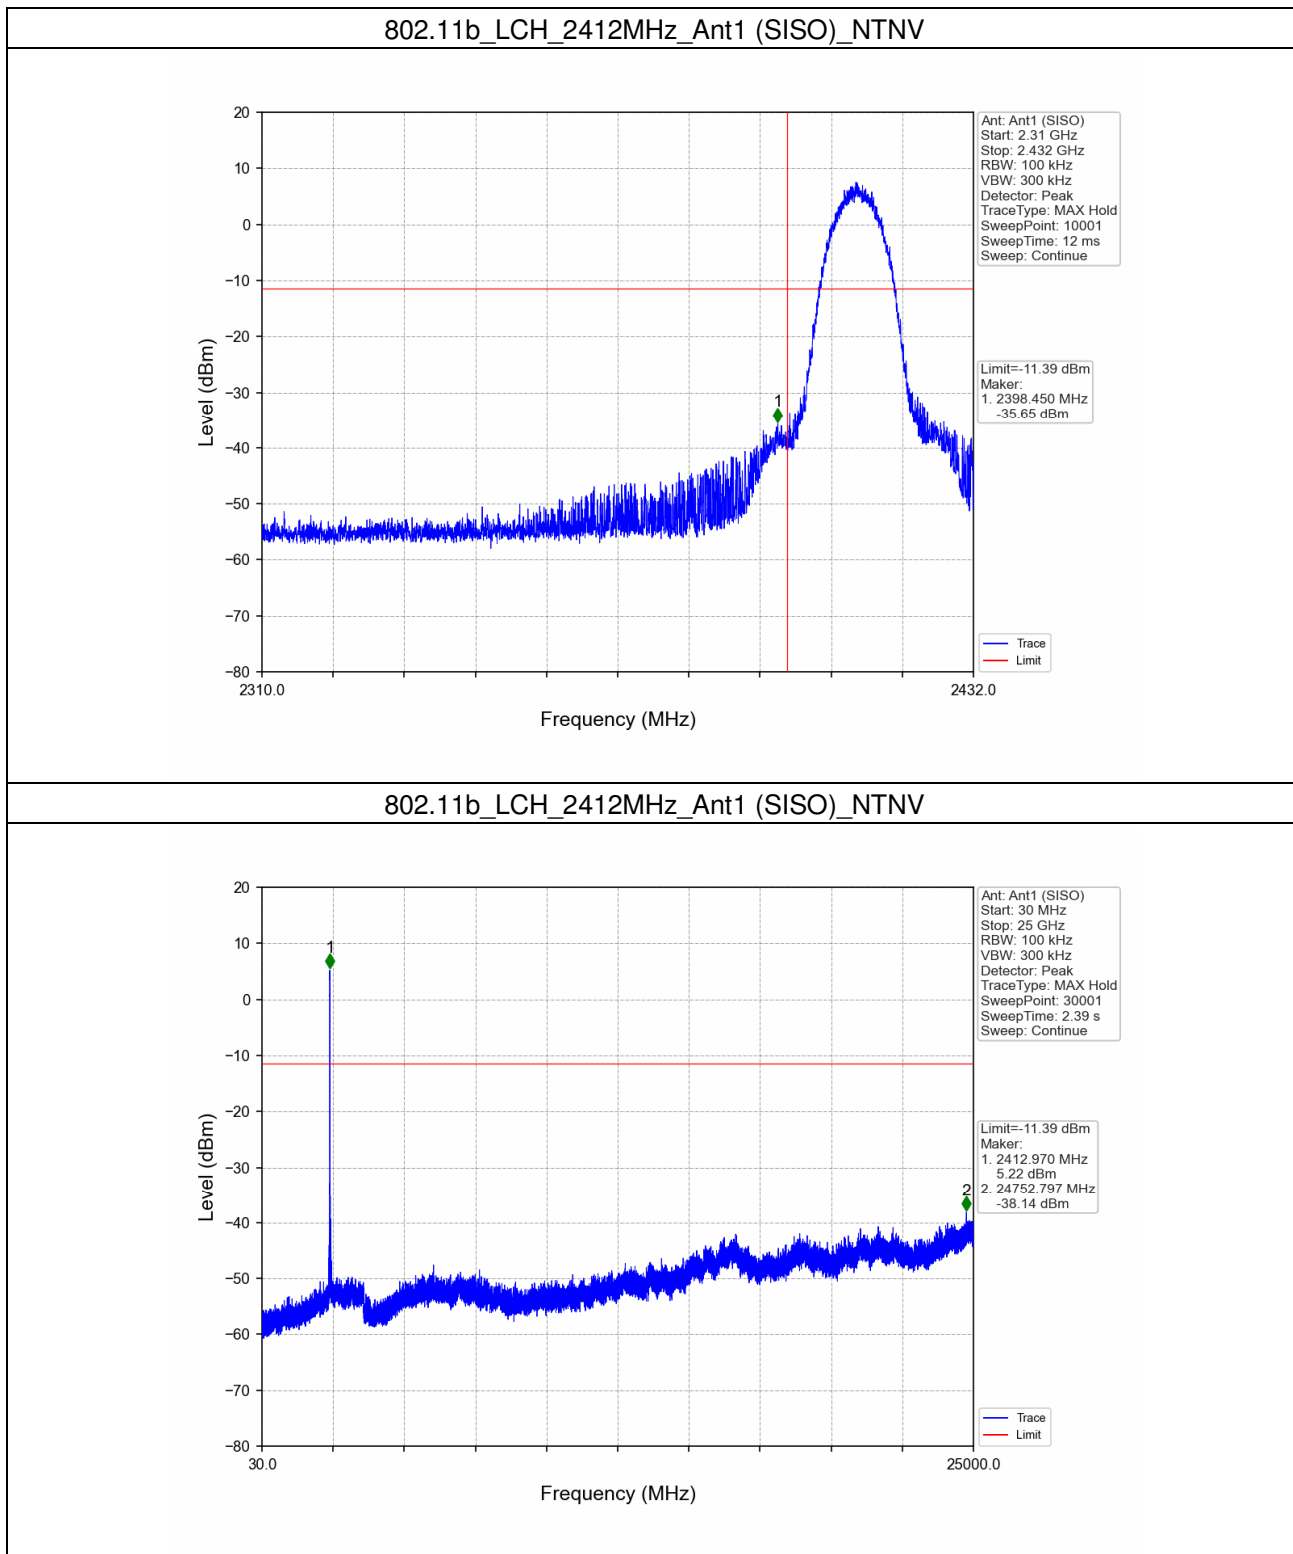 802.11b_LCH_2412MHz_Ant1 (SISO)_NTNV
20
10
0
−10
−20
−30
−40
−50
−60
−70
−80
Level (dBm)
1
2310.0
2432.0
Frequency (MHz)
Ant: Ant1 (SISO)
Start: 2.31 GHz
Stop: 2.432 GHz
RBW: 100 kHz
VBW: 300 kHz
Detector: Peak
TraceType: MAX Hold
SweepPoint: 10001
SweepTime: 12 ms
Sweep: Continue
Limit=-11.39 dBm
Maker:
1. 2398.450 MHz
-35.65 dBm
Trace
Limit
802.11b_LCH_2412MHz_Ant1 (SISO)_NTNV
20
10
0
−10
−20
−30
−40
−50
−60
−70
−80
Level (dBm)
1
2
30.0
25000.0
Frequency (MHz)
Ant: Ant1 (SISO)
Start: 30 MHz
Stop: 25 GHz
RBW: 100 kHz
VBW: 300 kHz
Detector: Peak
TraceType: MAX Hold
SweepPoint: 30001
SweepTime: 2.39 s
Sweep: Continue
Limit=-11.39 dBm
Maker:
1. 2412.970 MHz
5.22 dBm
2. 24752.797 MHz
-38.14 dBm
Trace
Limit